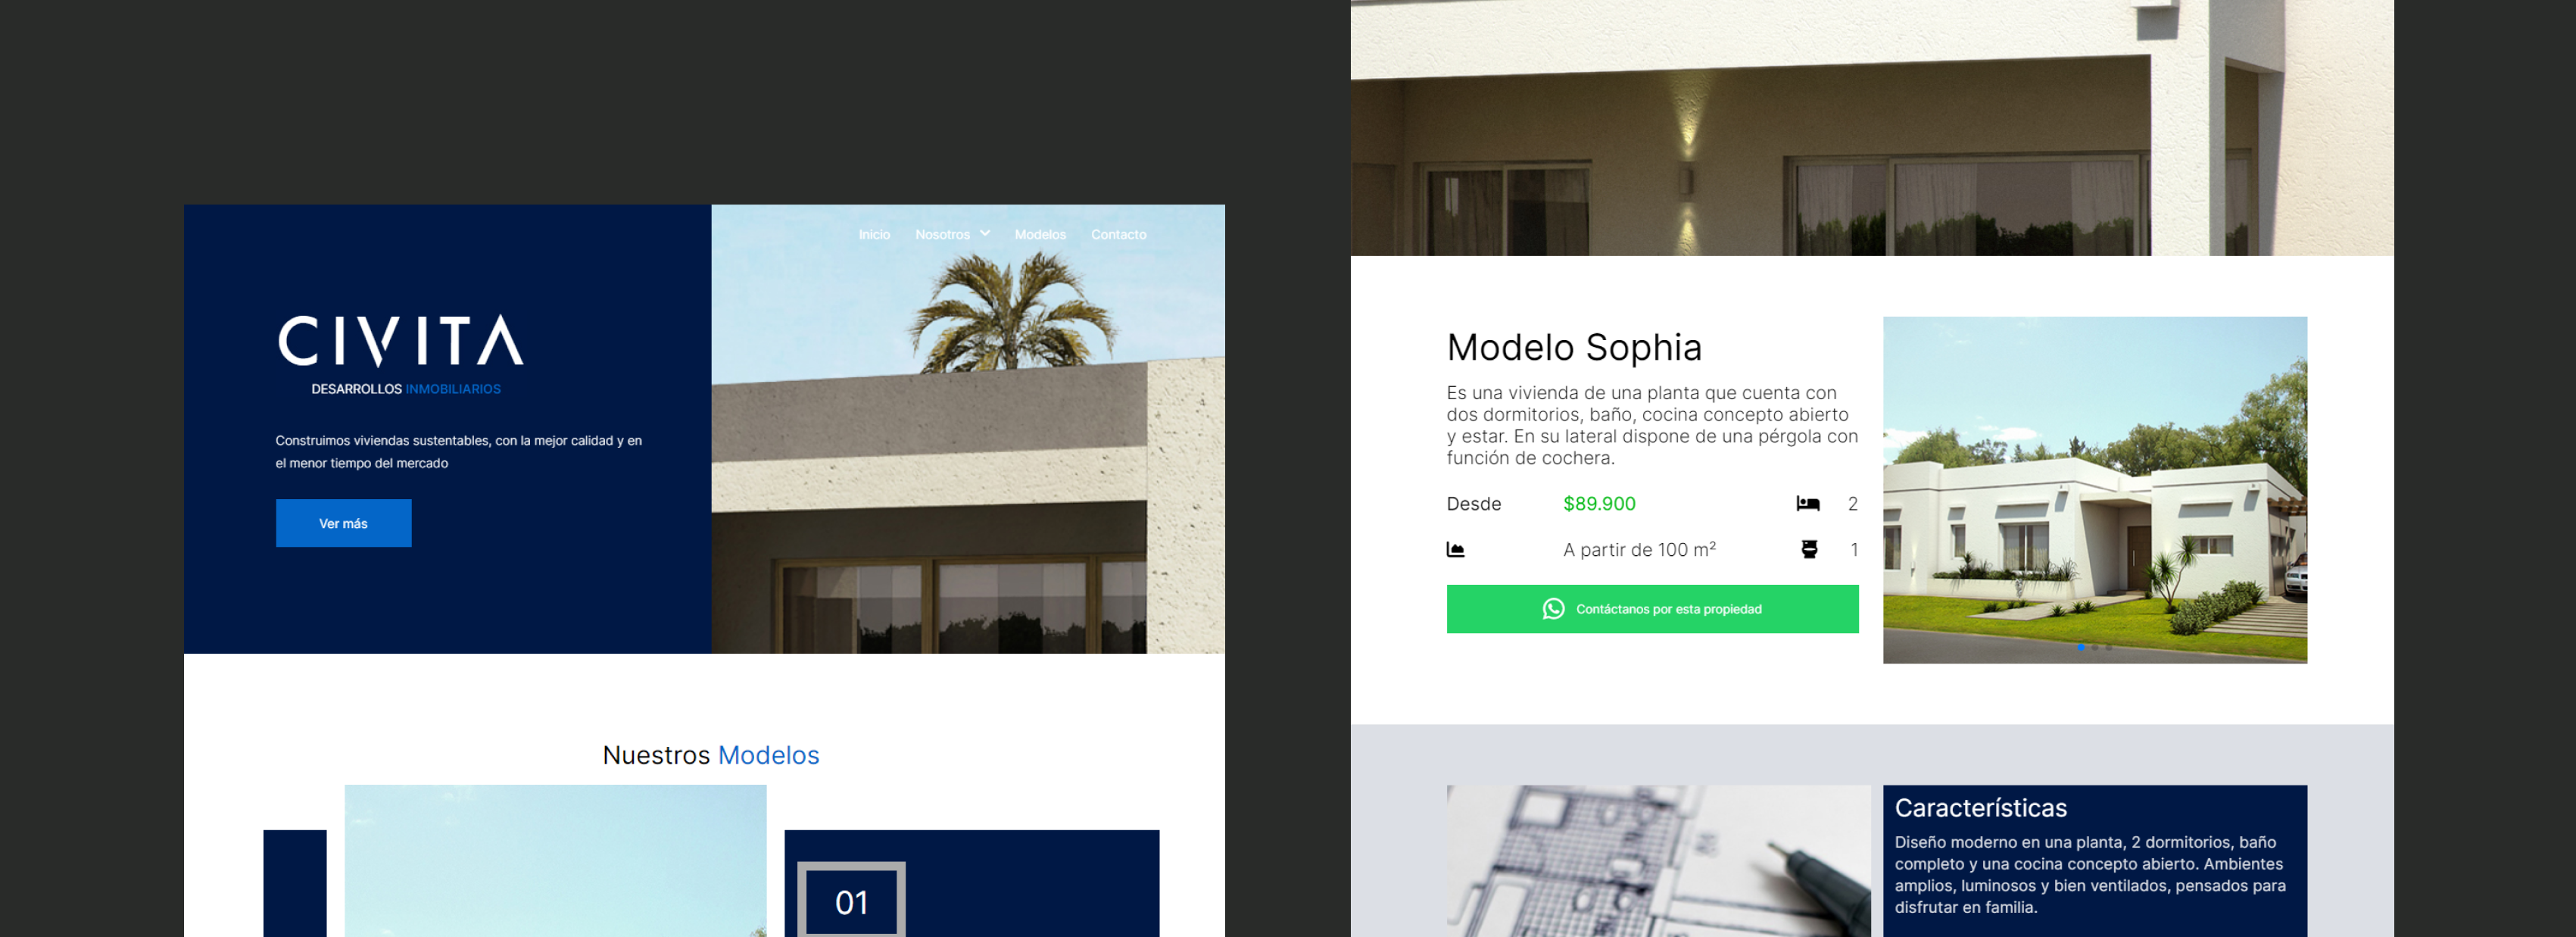 Inicio Nosotros Modelos Contacto
CIVITA
DESARROLLOS INMOBILIARIOS
Construimos viviendas sustentables, con la mejor calidad y en
el menor tiempo del mercado
Ver más
Nuestros Modelos
01
Modelo Sophia
Es una vivienda de una planta que cuenta con
dos dormitorios, baño, cocina concepto abierto
y estar. En su lateral dispone de una pérgola con
función de cochera.
Desde $89.900 2
A partir de 100 m² 1
Contáctanos por esta propiedad
Características
Diseño moderno en una planta, 2 dormitorios, baño
completo y una cocina concepto abierto. Ambientes
amplios, luminosos y bien ventilados, pensados para
disfrutar en familia.